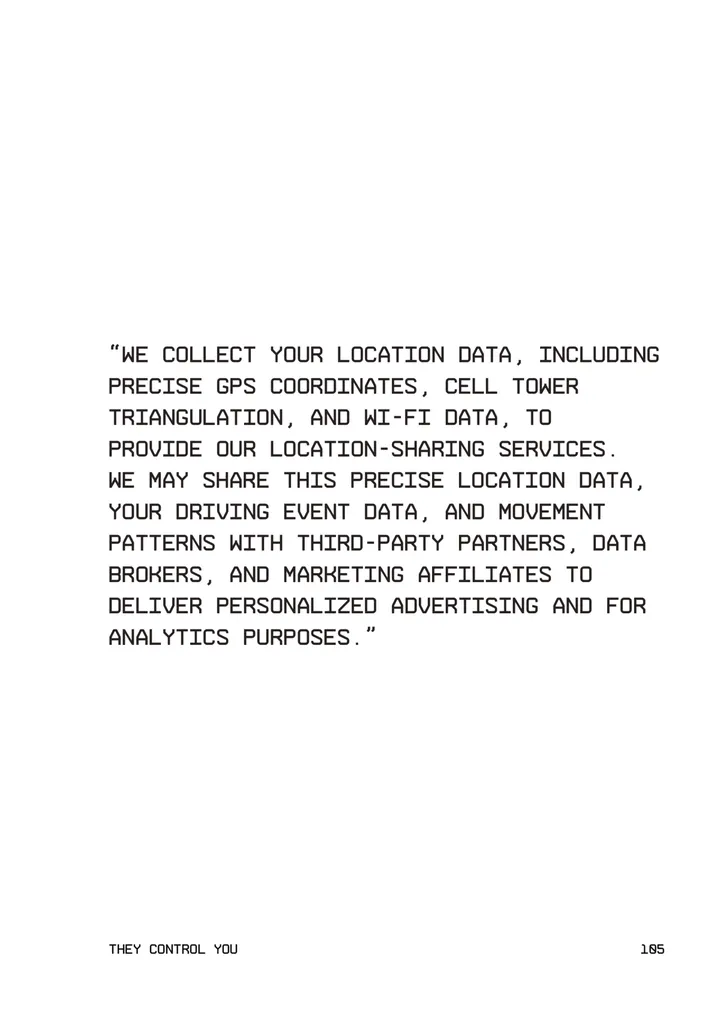 “WE COLLECT YOUR LOCATION DATA, INCLUDING
PRECISE GPS COORDINATES, CELL TOWER
TRIANGULATION, AND WI-FI DATA, TO
PROVIDE OUR LOCATION-SHARING SERVICES.
WE MAY SHARE THIS PRECISE LOCATION DATA,
YOUR DRIVING EVENT DATA, AND MOVEMENT
PATTERNS WITH THIRD-PARTY PARTNERS, DATA
BROKERS, AND MARKETING AFFILIATES TO
DELIVER PERSONALIZED ADVERTISING AND FOR
ANALYTICS PURPOSES.”
THEY CONTROL YOU 105